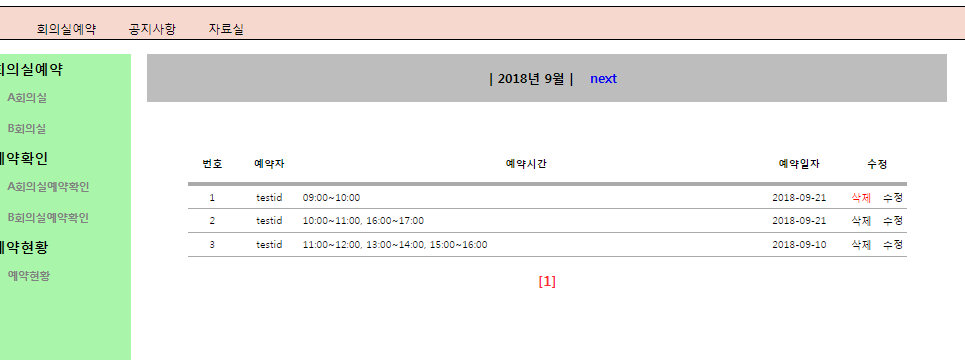 회의실예약 공지사항 자료실
회의실예약
A회의실
B회의실
예약확인
A회의실예약확인
B회의실예약확인
예약현황
예약현황
| 2018년 9월 | next
번호 예약자 예약시간 예약일자 수정
1 testid 09:00~10:00 2018-09-21 삭제 수정
2 testid 10:00~11:00, 16:00~17:00 2018-09-21 삭제 수정
3 testid 11:00~12:00, 13:00~14:00, 15:00~16:00 2018-09-10 삭제 수정
[1]